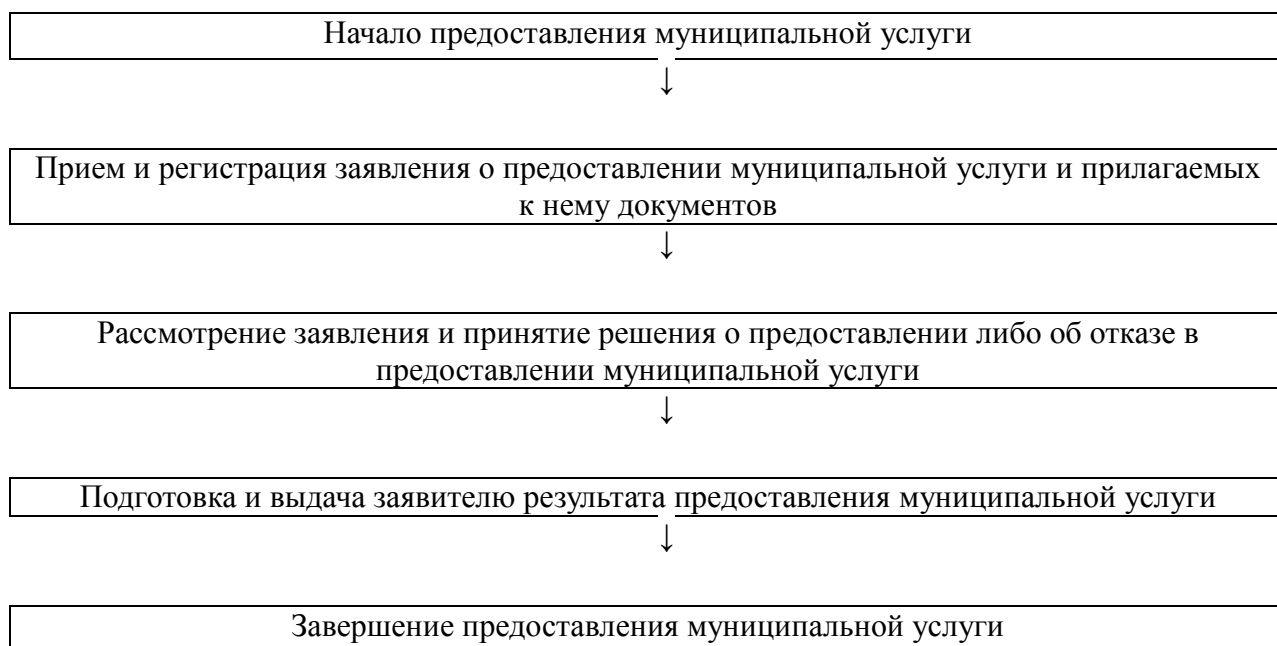 Начало предоставления муниципальной услуги
↓
Прием и регистрация заявления о предоставлении муниципальной услуги и прилагаемых
к нему документов
↓
Рассмотрение заявления и принятие решения о предоставлении либо об отказе в
предоставлении муниципальной услуги
↓
Подготовка и выдача заявителю результата предоставления муниципальной услуги
↓
Завершение предоставления муниципальной услуги